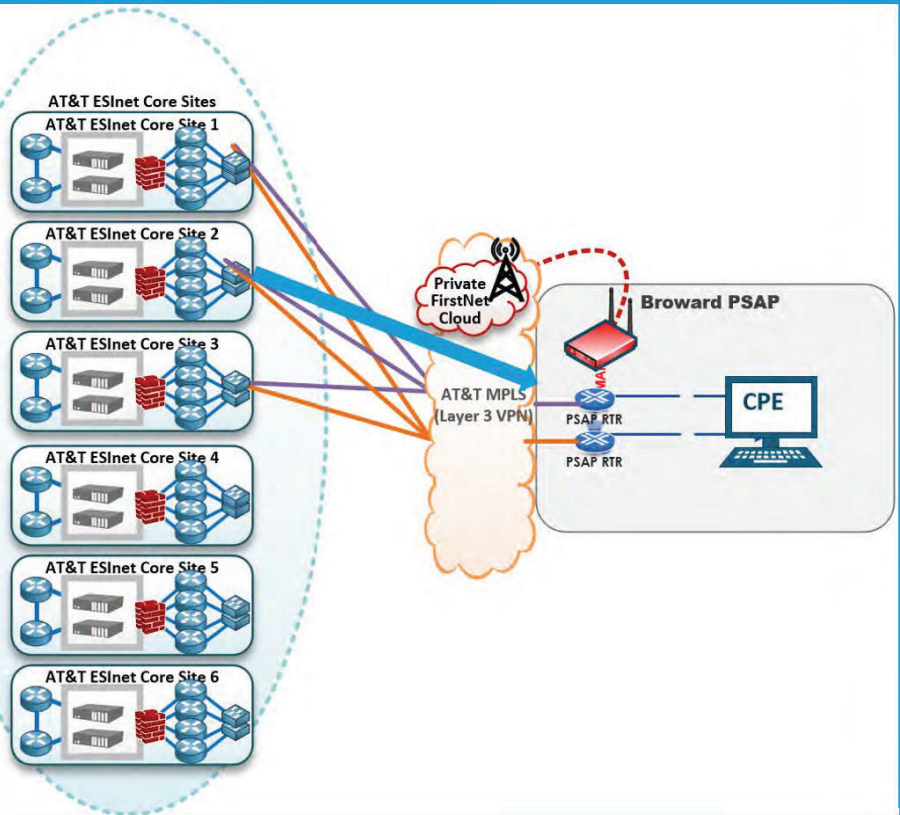 AT&T ESInet Core Sites
AT&T ESInet Core Site 1
AT&T ESInet Core Site 2
AT&T ESInet Core Site 3
AT&T ESInet Core Site 4
AT&T ESInet Core Site 5
AT&T ESInet Core Site 6
Private
FirstNet
Cloud
AT&T MPLS
(Layer 3 VPN)
Broward PSAP
PSAP RTR
PSAP RTR
CPE